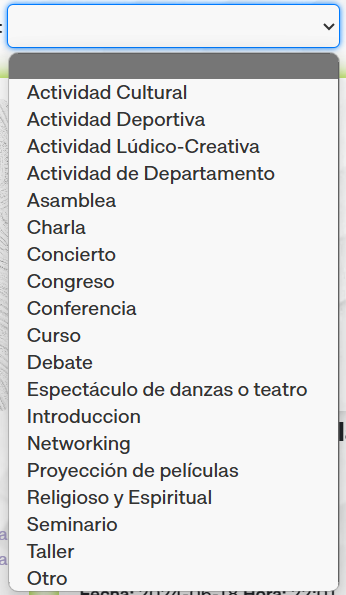 :
Actividad Cultural
Actividad Deportiva
Actividad Lúdico-Creativa
Actividad de Departamento
Asamblea
Charla
Concierto
Congreso
Conferencia
Curso
Debate
Espectáculo de danzas o teatro
Introduccion
Networking
Proyección de películas
Religioso y Espiritual
Seminario
Taller
Otro